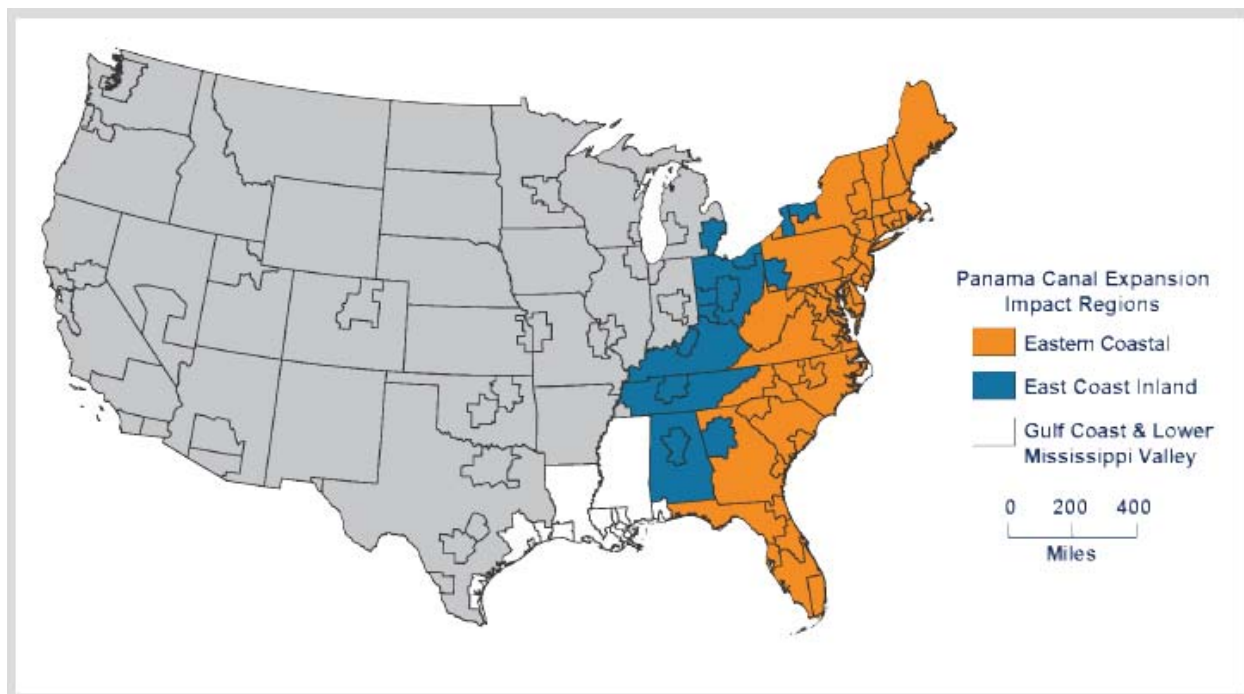 Panama Canal Expansion
Impact Regions
Eastern Coastal
East Coast Inland
Gulf Coast & Lower
Mississippi Valley
0 200 400
Miles